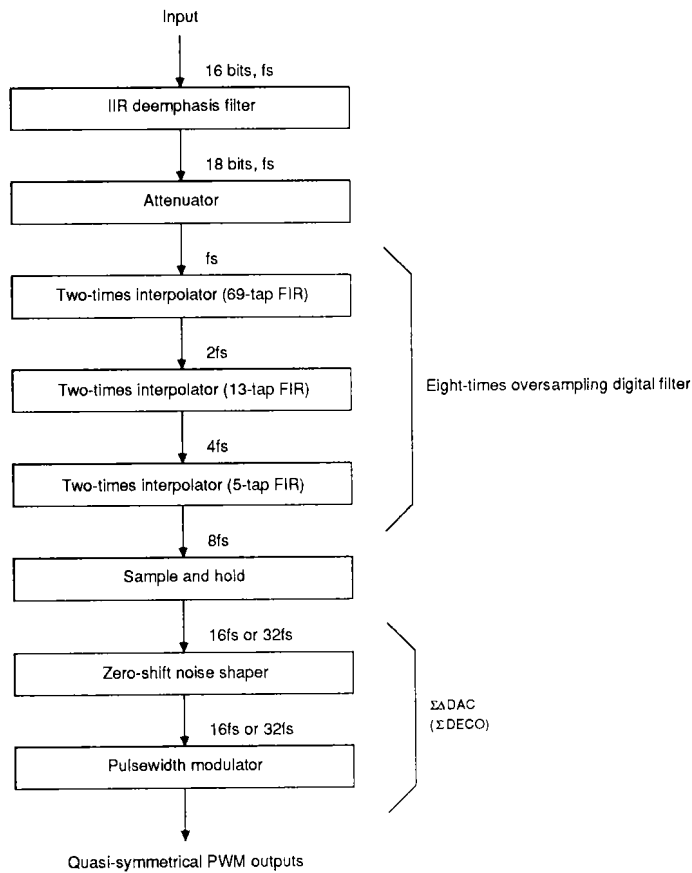 Input
16 bits, fs
IIR deemphasis filter
18 bits, fs
Attenuator
fs
Two-times interpolator (69-tap FIR)
2fs
Two-times interpolator (13-tap FIR)
Eight-times oversampling digital filter
4fs
Two-times interpolator (5-tap FIR)
8fs
Sample and hold
16fs or 32fs
Zero-shift noise shaper
ΣΔDAC
(ΣDECO)
16fs or 32fs
Pulsewidth modulator
Quasi-symmetrical PWM outputs